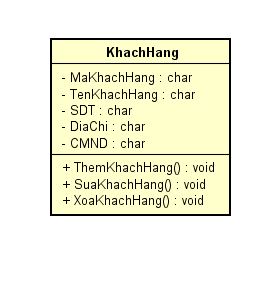 KhachHang
- MaKhachHang : char
- TenKhachHang : char
- SDT : char
- DiaChi : char
- CMND : char
+ ThemKhachHang() : void
+ SuaKhachHang() : void
+ XoaKhachHang() : void